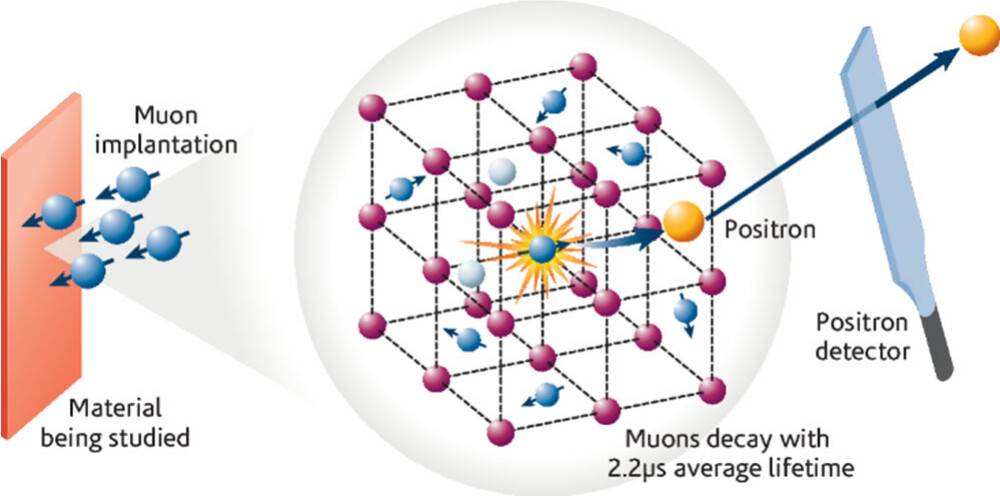 Muon
implantation
Material
being studied
Positron
Positron
detector
Muons decay with
2.2µs average lifetime